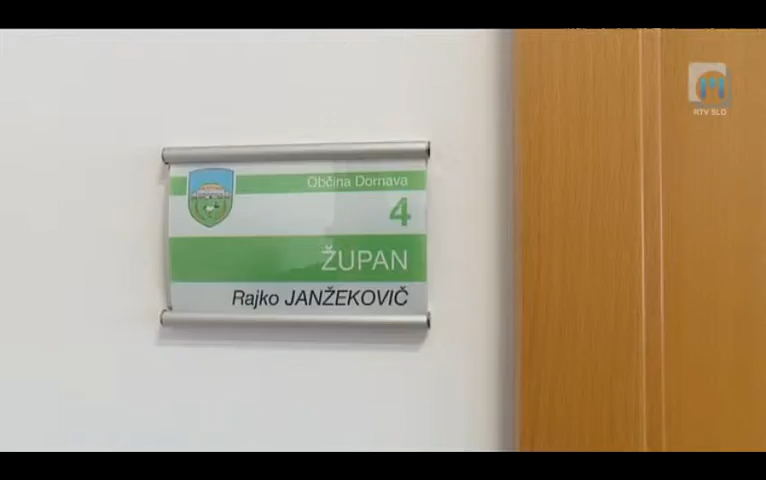 RTV SLO
Občina Dornava
4
ŽUPAN
Rajko JANŽEKOVIČ